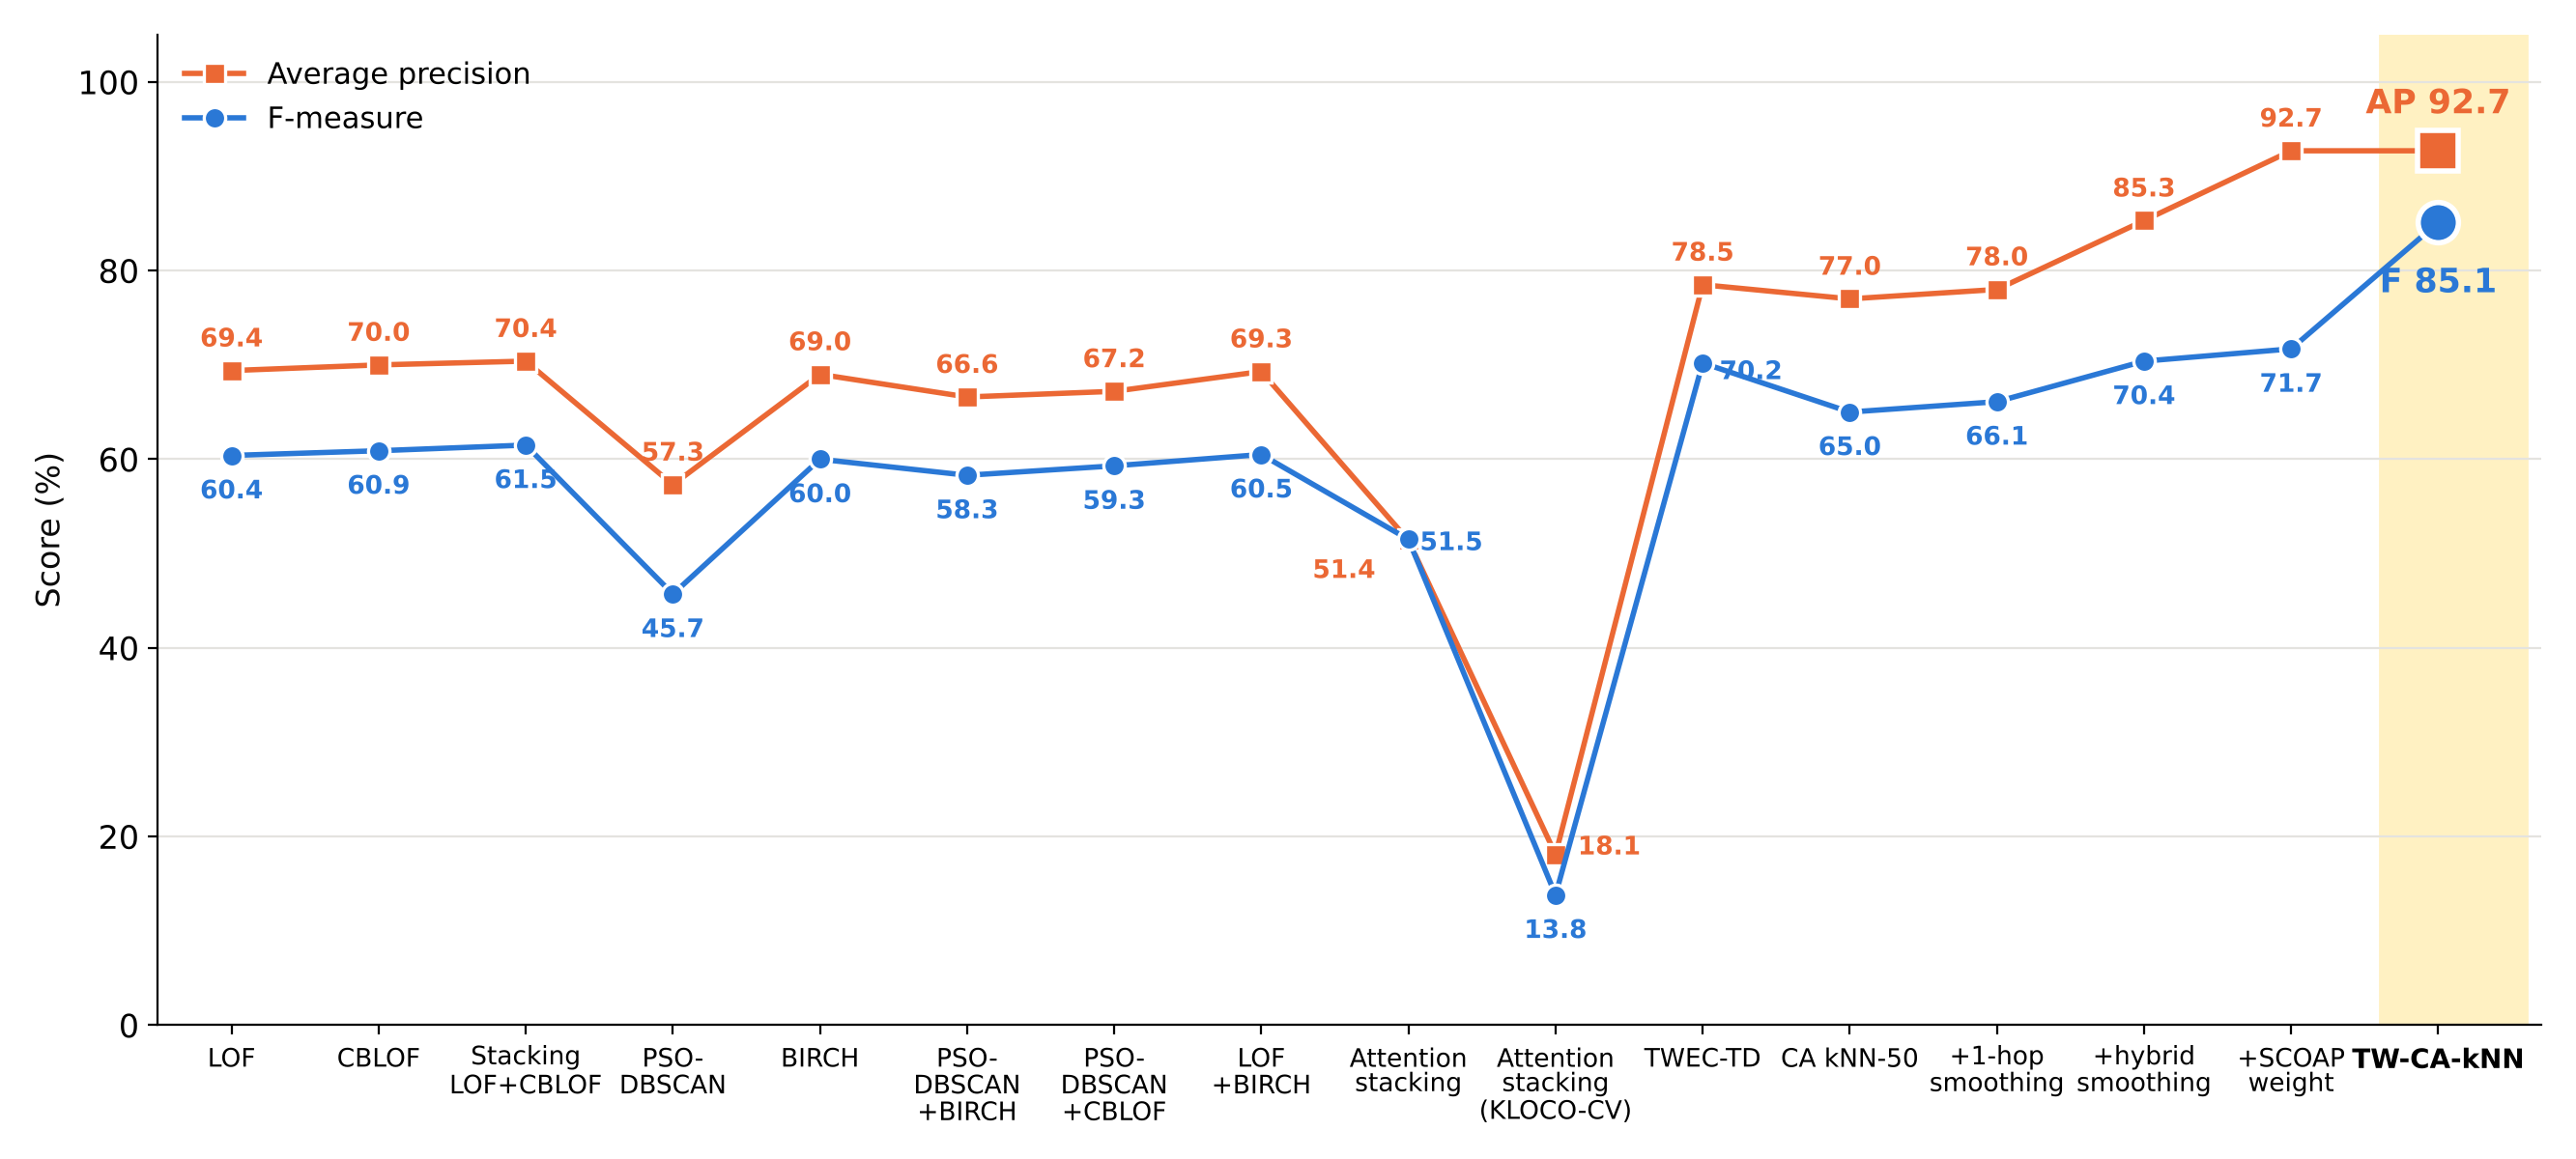 Average precision
F-measure
Score (%)
100
80
60
40
20
0
69.4
70.0
70.4
57.3
69.0
66.6
67.2
69.3
51.4
18.1
78.5
77.0
78.0
85.3
92.7
AP 92.7
60.4
60.9
61.5
45.7
60.0
58.3
59.3
60.5
51.5
13.8
70.2
65.0
66.1
70.4
71.7
F 85.1
LOF
CBLOF
Stacking
LOF+CBLOF
PSO-
DBSCAN
BIRCH
PSO-
DBSCAN
+BIRCH
PSO-
DBSCAN
+CBLOF
LOF
+BIRCH
Attention
stacking
Attention
stacking
(KLOCO-CV)
TWEC-TD
CA kNN-50
+1-hop
smoothing
+hybrid
smoothing
+SCOAP
weight
TW-CA-kNN